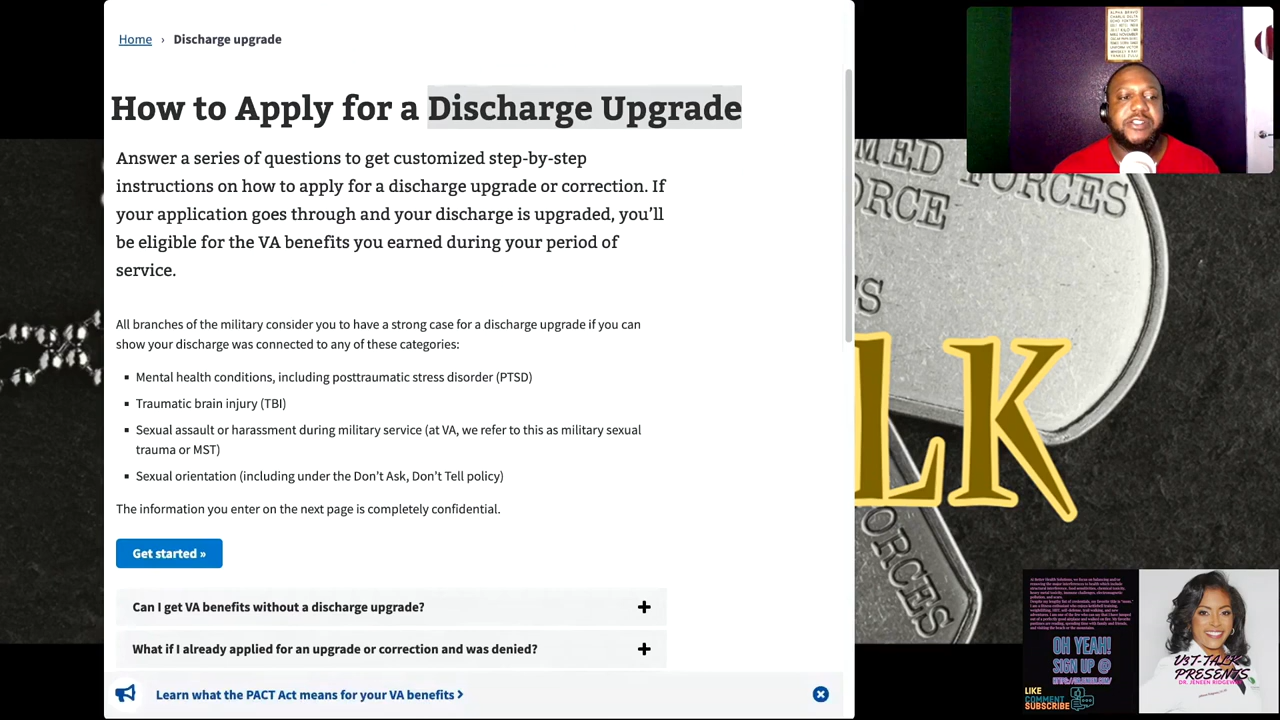 Home › Discharge upgrade
How to Apply for a Discharge Upgrade
Answer a series of questions to get customized step-by-step
instructions on how to apply for a discharge upgrade or correction. If
your application goes through and your discharge is upgraded, you’ll
be eligible for the VA benefits you earned during your period of
service.
All branches of the military consider you to have a strong case for a discharge upgrade if you can
show your discharge was connected to any of these categories:
▪ Mental health conditions, including posttraumatic stress disorder (PTSD)
▪ Traumatic brain injury (TBI)
▪ Sexual assault or harassment during military service (at VA, we refer to this as military sexual
trauma or MST)
▪ Sexual orientation (including under the Don’t Ask, Don’t Tell policy)
The information you enter on the next page is completely confidential.
Get started »
Can I get VA benefits without a discharge upgrade?
What if I already applied for an upgrade or correction and was denied?
Learn what the PACT Act means for your VA benefits
MED FORCES
ORCE
LK
ORCES
OH YEAH!
SIGN UP @
LIKE
COMMENT
SUBSCRIBE
V3T-TALK
PRESENTS
DR. JENEEN RIDGEWAY